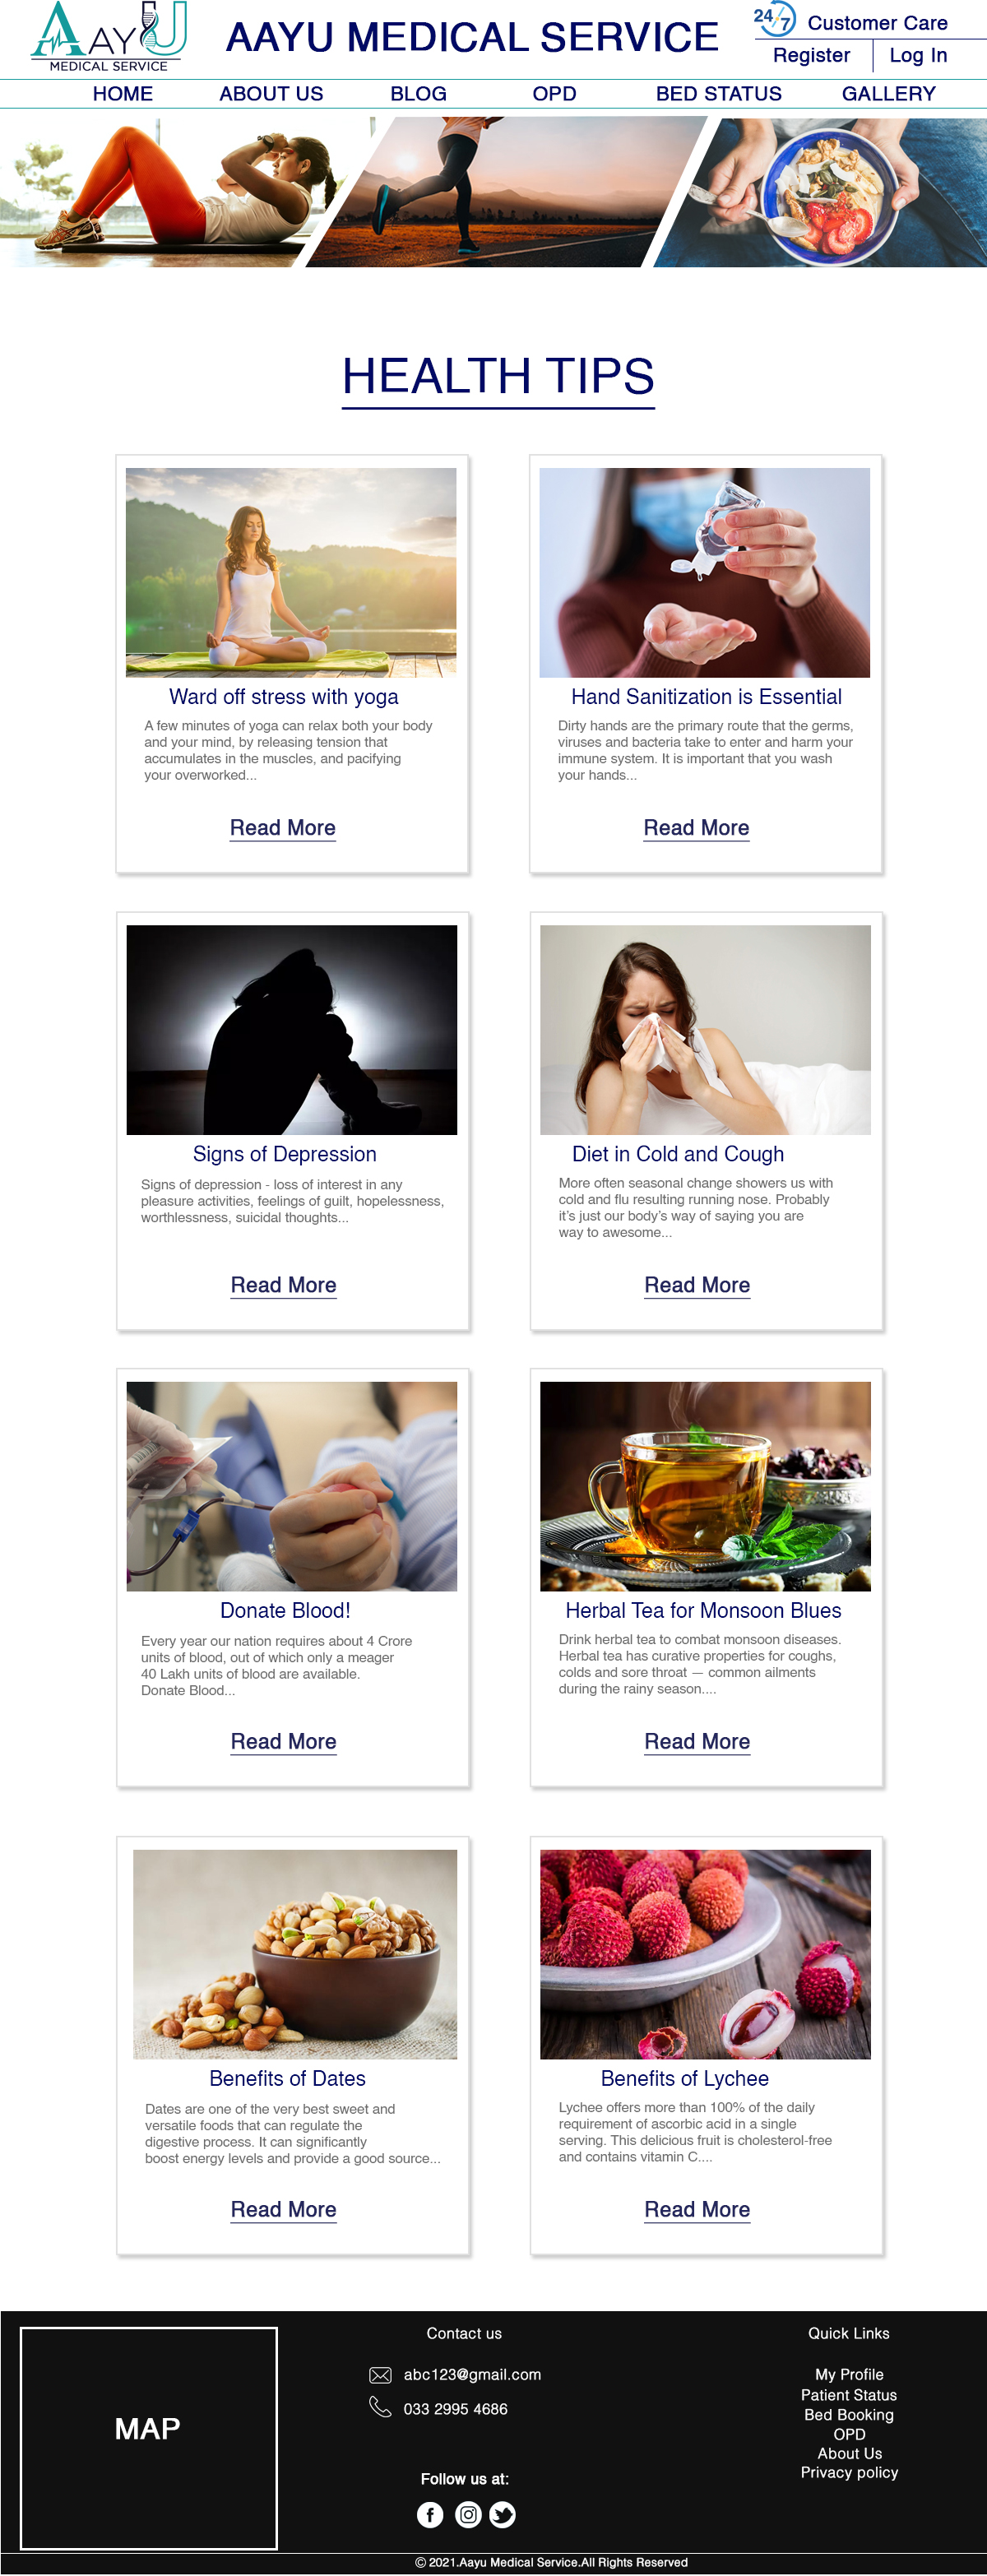 AAYU
MEDICAL SERVICE
AAYU MEDICAL SERVICE
24/7
Customer Care
Register
Log In
HOME
ABOUT US
BLOG
OPD
BED STATUS
GALLERY
HEALTH TIPS
Ward off stress with yoga
A few minutes of yoga can relax both your body
and your mind, by releasing tension that
accumulates in the muscles, and pacifying
your overworked...
Read More
Hand Sanitization is Essential
Dirty hands are the primary route that the germs,
viruses and bacteria take to enter and harm your
immune system. It is important that you wash
your hands...
Read More
Signs of Depression
Signs of depression - loss of interest in any
pleasure activities, feelings of guilt, hopelessness,
worthlessness, suicidal thoughts...
Read More
Diet in Cold and Cough
More often seasonal change showers us with
cold and flu resulting running nose. Probably
it's just our body's way of saying you are
way to awesome...
Read More
Donate Blood!
Every year our nation requires about 4 Crore
units of blood, out of which only a meager
40 Lakh units of blood are available.
Donate Blood...
Read More
Herbal Tea for Monsoon Blues
Drink herbal tea to combat monsoon diseases.
Herbal tea has curative properties for coughs,
colds and sore throat — common ailments
during the rainy season....
Read More
Benefits of Dates
Dates are one of the very best sweet and
versatile foods that can regulate the
digestive process. It can significantly
boost energy levels and provide a good source...
Read More
Benefits of Lychee
Lychee offers more than 100% of the daily
requirement of ascorbic acid in a single
serving. This delicious fruit is cholesterol-free
and contains vitamin C....
Read More
MAP
Contact us
abc123@gmail.com
033 2995 4686
Follow us at:
Quick Links
My Profile
Patient Status
Bed Booking
OPD
About Us
Privacy policy
© 2021.Aayu Medical Service.All Rights Reserved